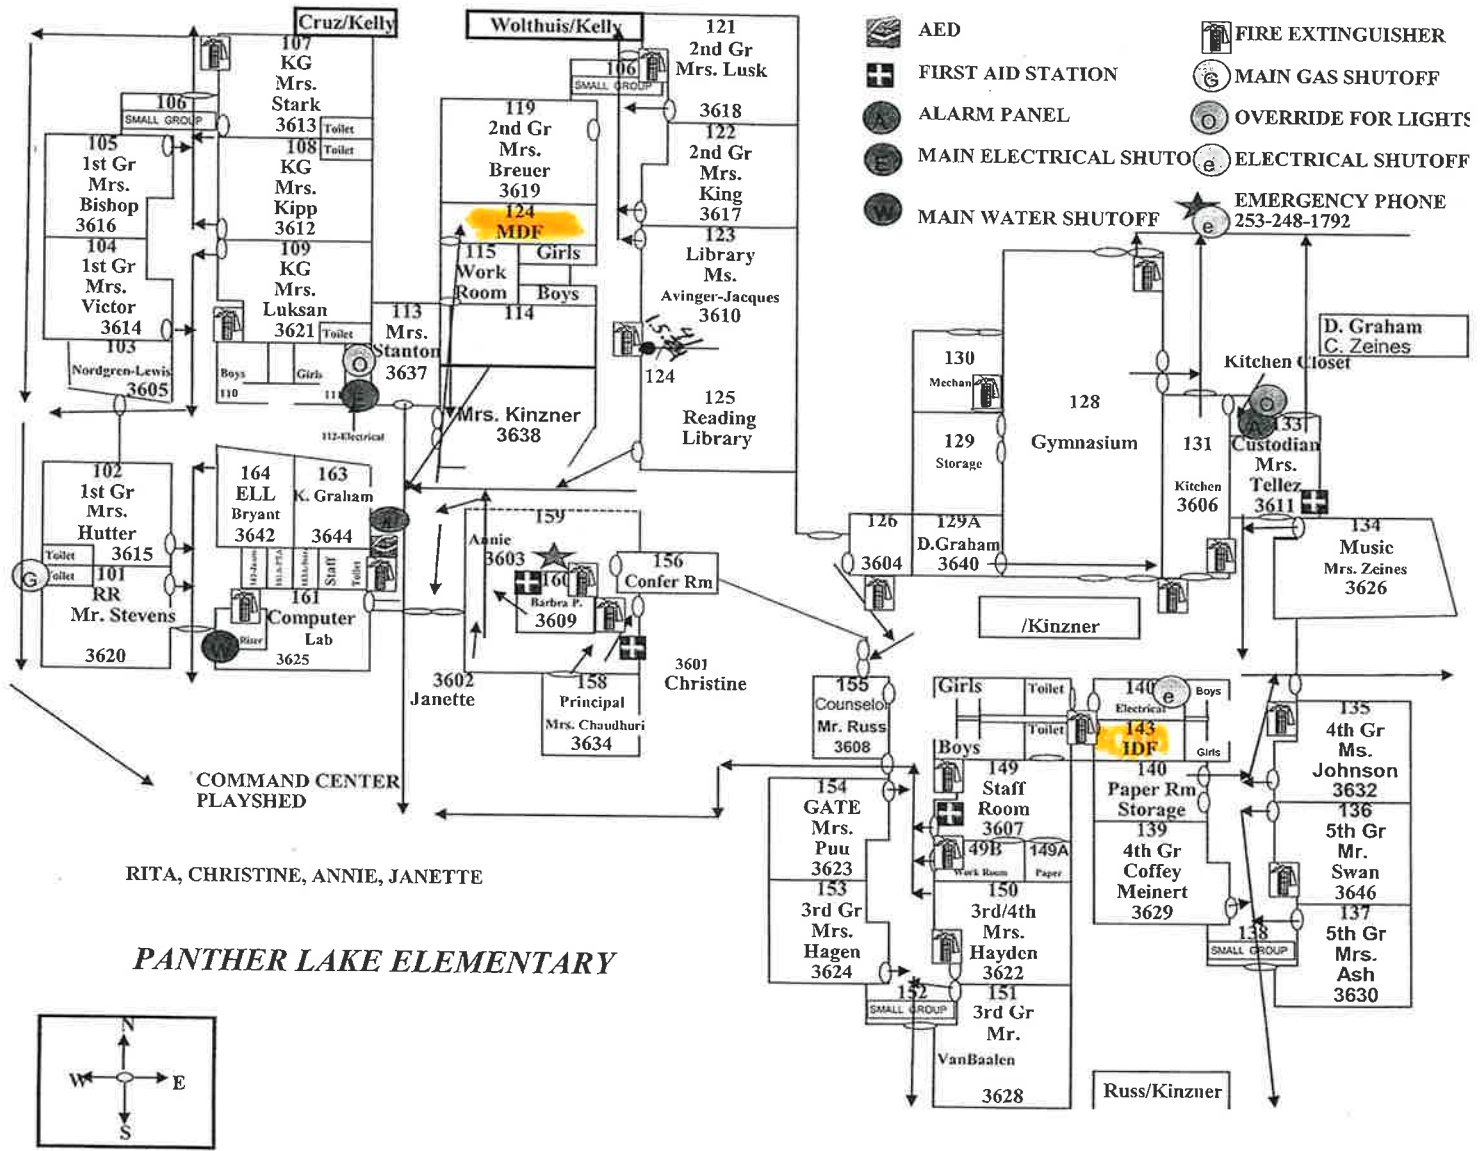 Cruz/Kelly
Wolthuis/Kelly
AED
FIRST AID STATION
A
ALARM PANEL
E
MAIN ELECTRICAL SHUTO
W
MAIN WATER SHUTOFF
FIRE EXTINGUISHER
G
MAIN GAS SHUTOFF
O
OVERRIDE FOR LIGHTS
e
ELECTRICAL SHUTOFF
EMERGENCY PHONE
253-248-1792
e
107
KG
Mrs.
Stark
3613
Toilet
106
SMALL GROUP
105
1st Gr
Mrs.
Bishop
3616
108
Toilet
KG
Mrs.
Kipp
3612
104
1st Gr
Mrs.
Victor
3614
109
KG
Mrs.
Luksan
3621
Toilet
103
Nordgren-Lewis
3605
Boys
110
Girls
O
E
112-Electrical
113
Mrs.
Stanton
3637
119
2nd Gr
Mrs.
Breuer
3619
124
MDF
115
Work
Room
Girls
Boys
114
Mrs. Kinzner
3638
106
SMALL GROUP
121
2nd Gr
Mrs. Lusk
3618
122
2nd Gr
Mrs.
King
3617
123
Library
Ms.
Avinger-Jacques
3610
124
125
Reading
Library
130
Mechan
129
Storage
128
Gymnasium
126
3604
129A
D.Graham
3640
131
Kitchen
3606
D. Graham
C. Zeines
Kitchen Closet
O
A
133
Custodian
Mrs.
Tellez
3611
134
Music
Mrs. Zeines
3626
102
1st Gr
Mrs.
Hutter
3615
Toilet
G
Toilet
101
RR
Mr. Stevens
3620
164
ELL
Bryant
3642
163
K. Graham
3644
A
Staff
Toilet
161
Computer
Lab
3625
W
Riser
159
Annie
3603
160
Barbra P.
3609
156
Confer Rm
3602
Janette
158
Principal
Mrs. Chaudhuri
3634
3601
Christine
/Kinzner
155
Counselo
Mr. Russ
3608
Girls
Toilet
Toilet
Boys
140
Electrical
e
Boys
143
IDF
Girls
140
Paper Rm
Storage
139
4th Gr
Coffey
Meinert
3629
149
Staff
Room
3607
49B
Work Room
149A
Paper
150
3rd/4th
Mrs.
Hayden
3622
151
3rd Gr
Mr.
VanBaalen
3628
154
GATE
Mrs.
Puu
3623
153
3rd Gr
Mrs.
Hagen
3624
152
SMALL GROUP
135
4th Gr
Ms.
Johnson
3632
136
5th Gr
Mr.
Swan
3646
137
5th Gr
Mrs.
Ash
3630
138
SMALL GROUP
Russ/Kinzner
COMMAND CENTER
PLAYSHED
RITA, CHRISTINE, ANNIE, JANETTE
PANTHER LAKE ELEMENTARY
N
W
E
S